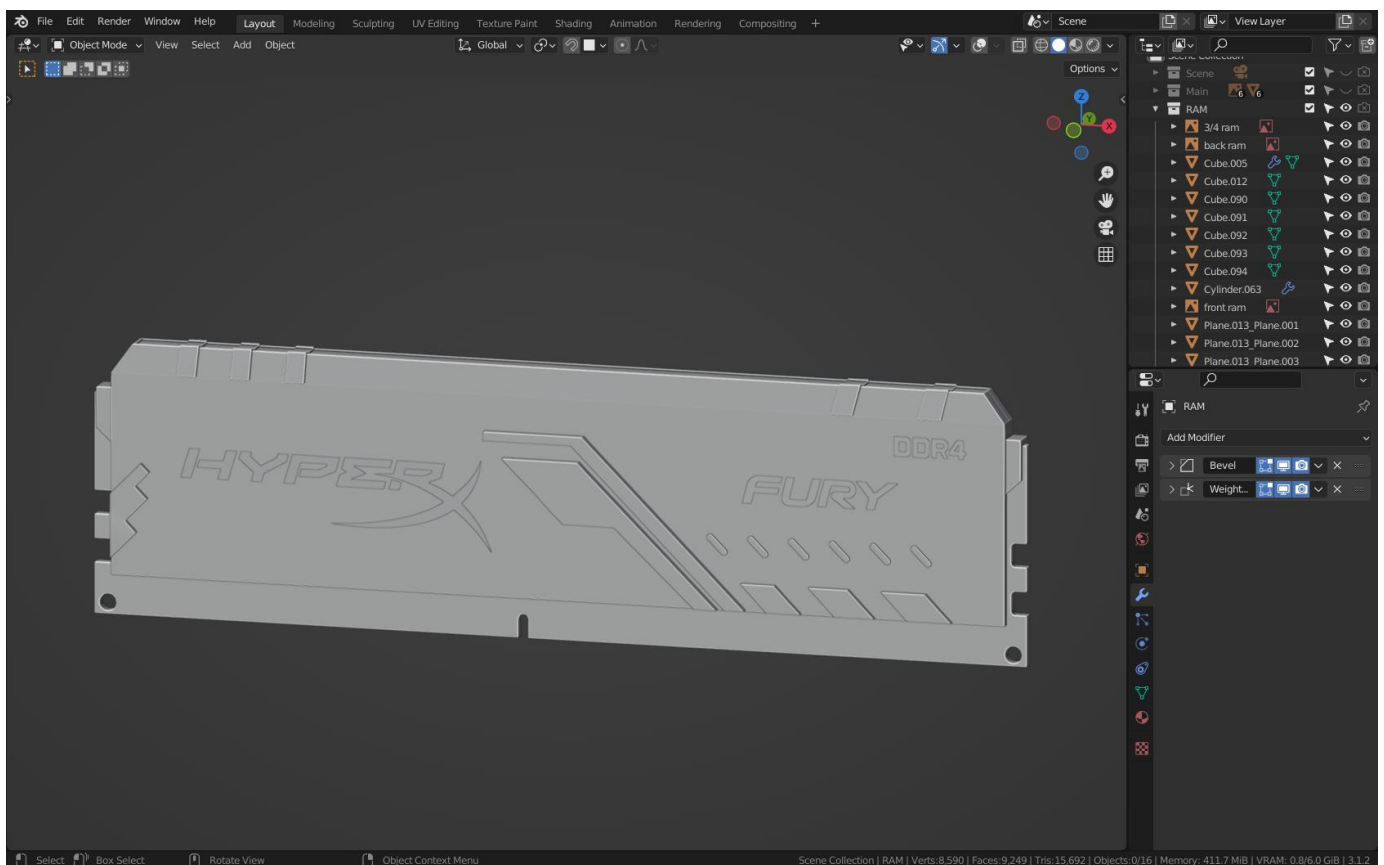 File Edit Render Window Help Layout Modeling Sculpting UV Editing Texture Paint Shading Animation Rendering Compositing + Scene View Layer
Object Mode View Select Add Object Global
Options
Z
Y
X
Scene Collection
Scene
Main 6 6
RAM
3/4 ram
back ram
Cube.005
Cube.012
Cube.090
Cube.091
Cube.092
Cube.093
Cube.094
Cylinder.063
front ram
Plane.013_Plane.001
Plane.013_Plane.002
Plane.013_Plane.003
RAM
Add Modifier
Bevel
Weight..
DDR4
HYPERX
FURY
Select Box Select Rotate View Object Context Menu Scene Collection | RAM | Verts:8,590 | Faces:9,249 | Tris:15,692 | Objects:0/16 | Memory: 411.7 MiB | VRAM: 0.8/6.0 GiB | 3.1.2